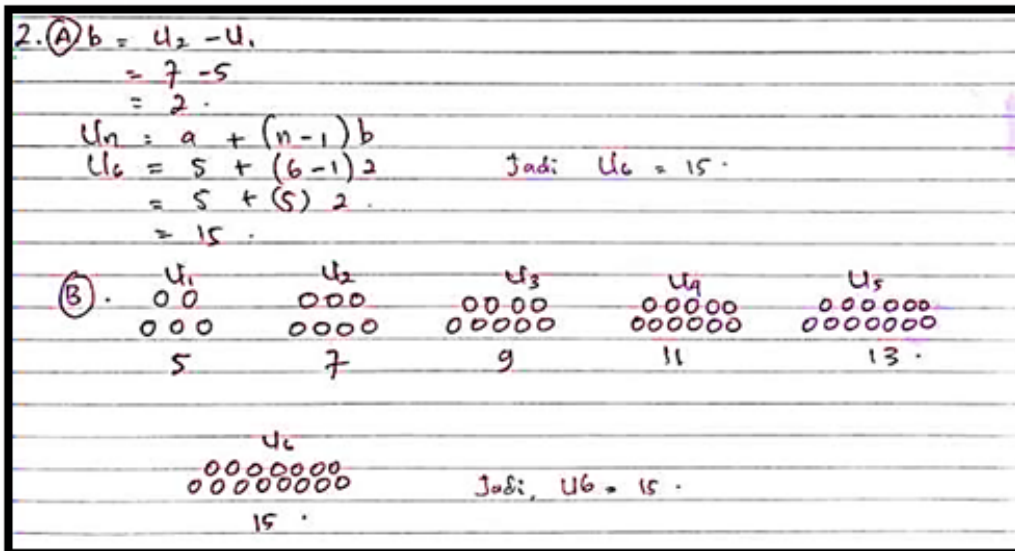 2. A b = U2 - U1
= 7 - 5
= 2 .
Un = a + (n-1) b
U6 = 5 + (6-1) 2 Jadi U6 = 15 .
= 5 + (5) 2 .
= 15 .
B . U1 U2 U3 U4 U5
5 7 9 11 13 .
U6
Jadi, U6 = 15 .
15 .